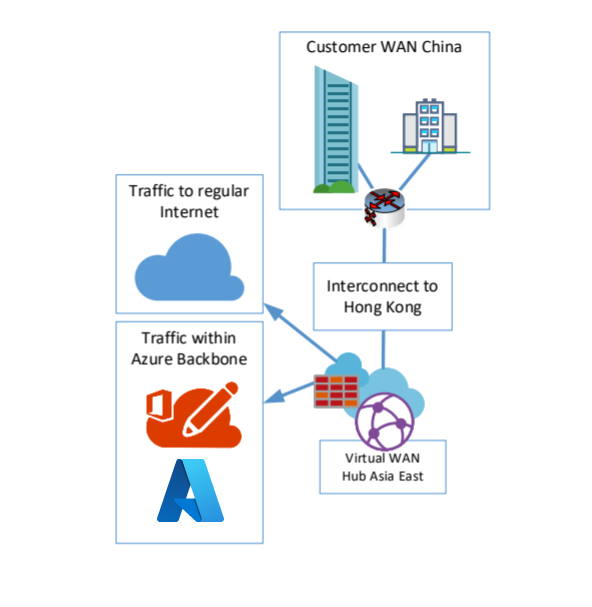 Customer WAN China
Traffic to regular
Internet
Interconnect to
Hong Kong
Traffic within
Azure Backbone
Virtual WAN
Hub Asia East